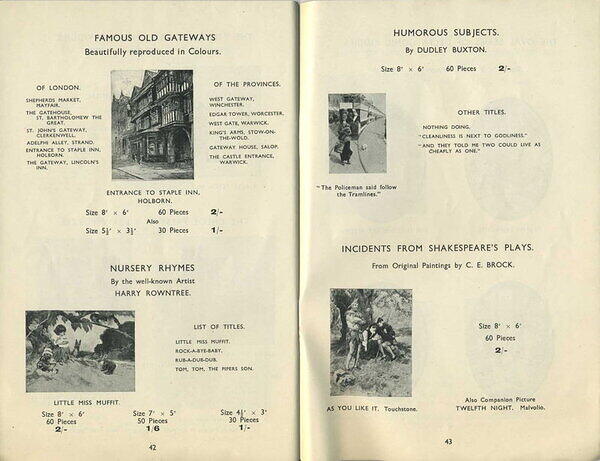 FAMOUS OLD GATEWAYS
Beautifully reproduced in Colours.
OF LONDON.
SHEPHERDS MARKET,
MAYFAIR.
THE GATEHOUSE,
ST. BARTHOLOMEW THE
GREAT.
ST. JOHN'S GATEWAY,
CLERKENWELL.
ADELPHI ALLEY, STRAND.
ENTRANCE TO STAPLE INN,
HOLBORN.
THE GATEWAY, LINCOLN'S
INN.
OF THE PROVINCES.
WEST GATEWAY,
WINCHESTER.
EDGAR TOWER, WORCESTER.
WEST GATE, WARWICK.
KING'S ARMS, STOW-ON-
THE-WOLD.
GATEWAY HOUSE, SALOP.
THE CASTLE ENTRANCE,
WARWICK.
ENTRANCE TO STAPLE INN,
HOLBORN.
Size 8" × 6" 60 Pieces 2/-
Also
Size 5½" × 3½" 30 Pieces 1/-
NURSERY RHYMES
By the well-known Artist
HARRY ROWNTREE.
LIST OF TITLES.
LITTLE MISS MUFFIT.
ROCK-A-BYE-BABY.
RUB-A-DUB-DUB.
TOM, TOM, THE PIPERS SON.
LITTLE MISS MUFFIT.
Size 8" × 6" Size 7" × 5" Size 4½" × 3"
60 Pieces 50 Pieces 30 Pieces
2/- 1/6 1/-
42
HUMOROUS SUBJECTS.
By DUDLEY BUXTON.
Size 8" × 6" 60 Pieces 2/-
OTHER TITLES.
NOTHING DOING.
"CLEANLINESS IS NEXT TO GODLINESS."
"AND THEY TOLD ME TWO COULD LIVE AS
CHEAPLY AS ONE."
"The Policeman said follow
the Tramlines."
INCIDENTS FROM SHAKESPEARE'S PLAYS.
From Original Paintings by C. E. BROCK.
Size 8" × 6"
60 Pieces
2/-
AS YOU LIKE IT. Touchstone.
Also Companion Picture
TWELFTH NIGHT. Malvolio.
43